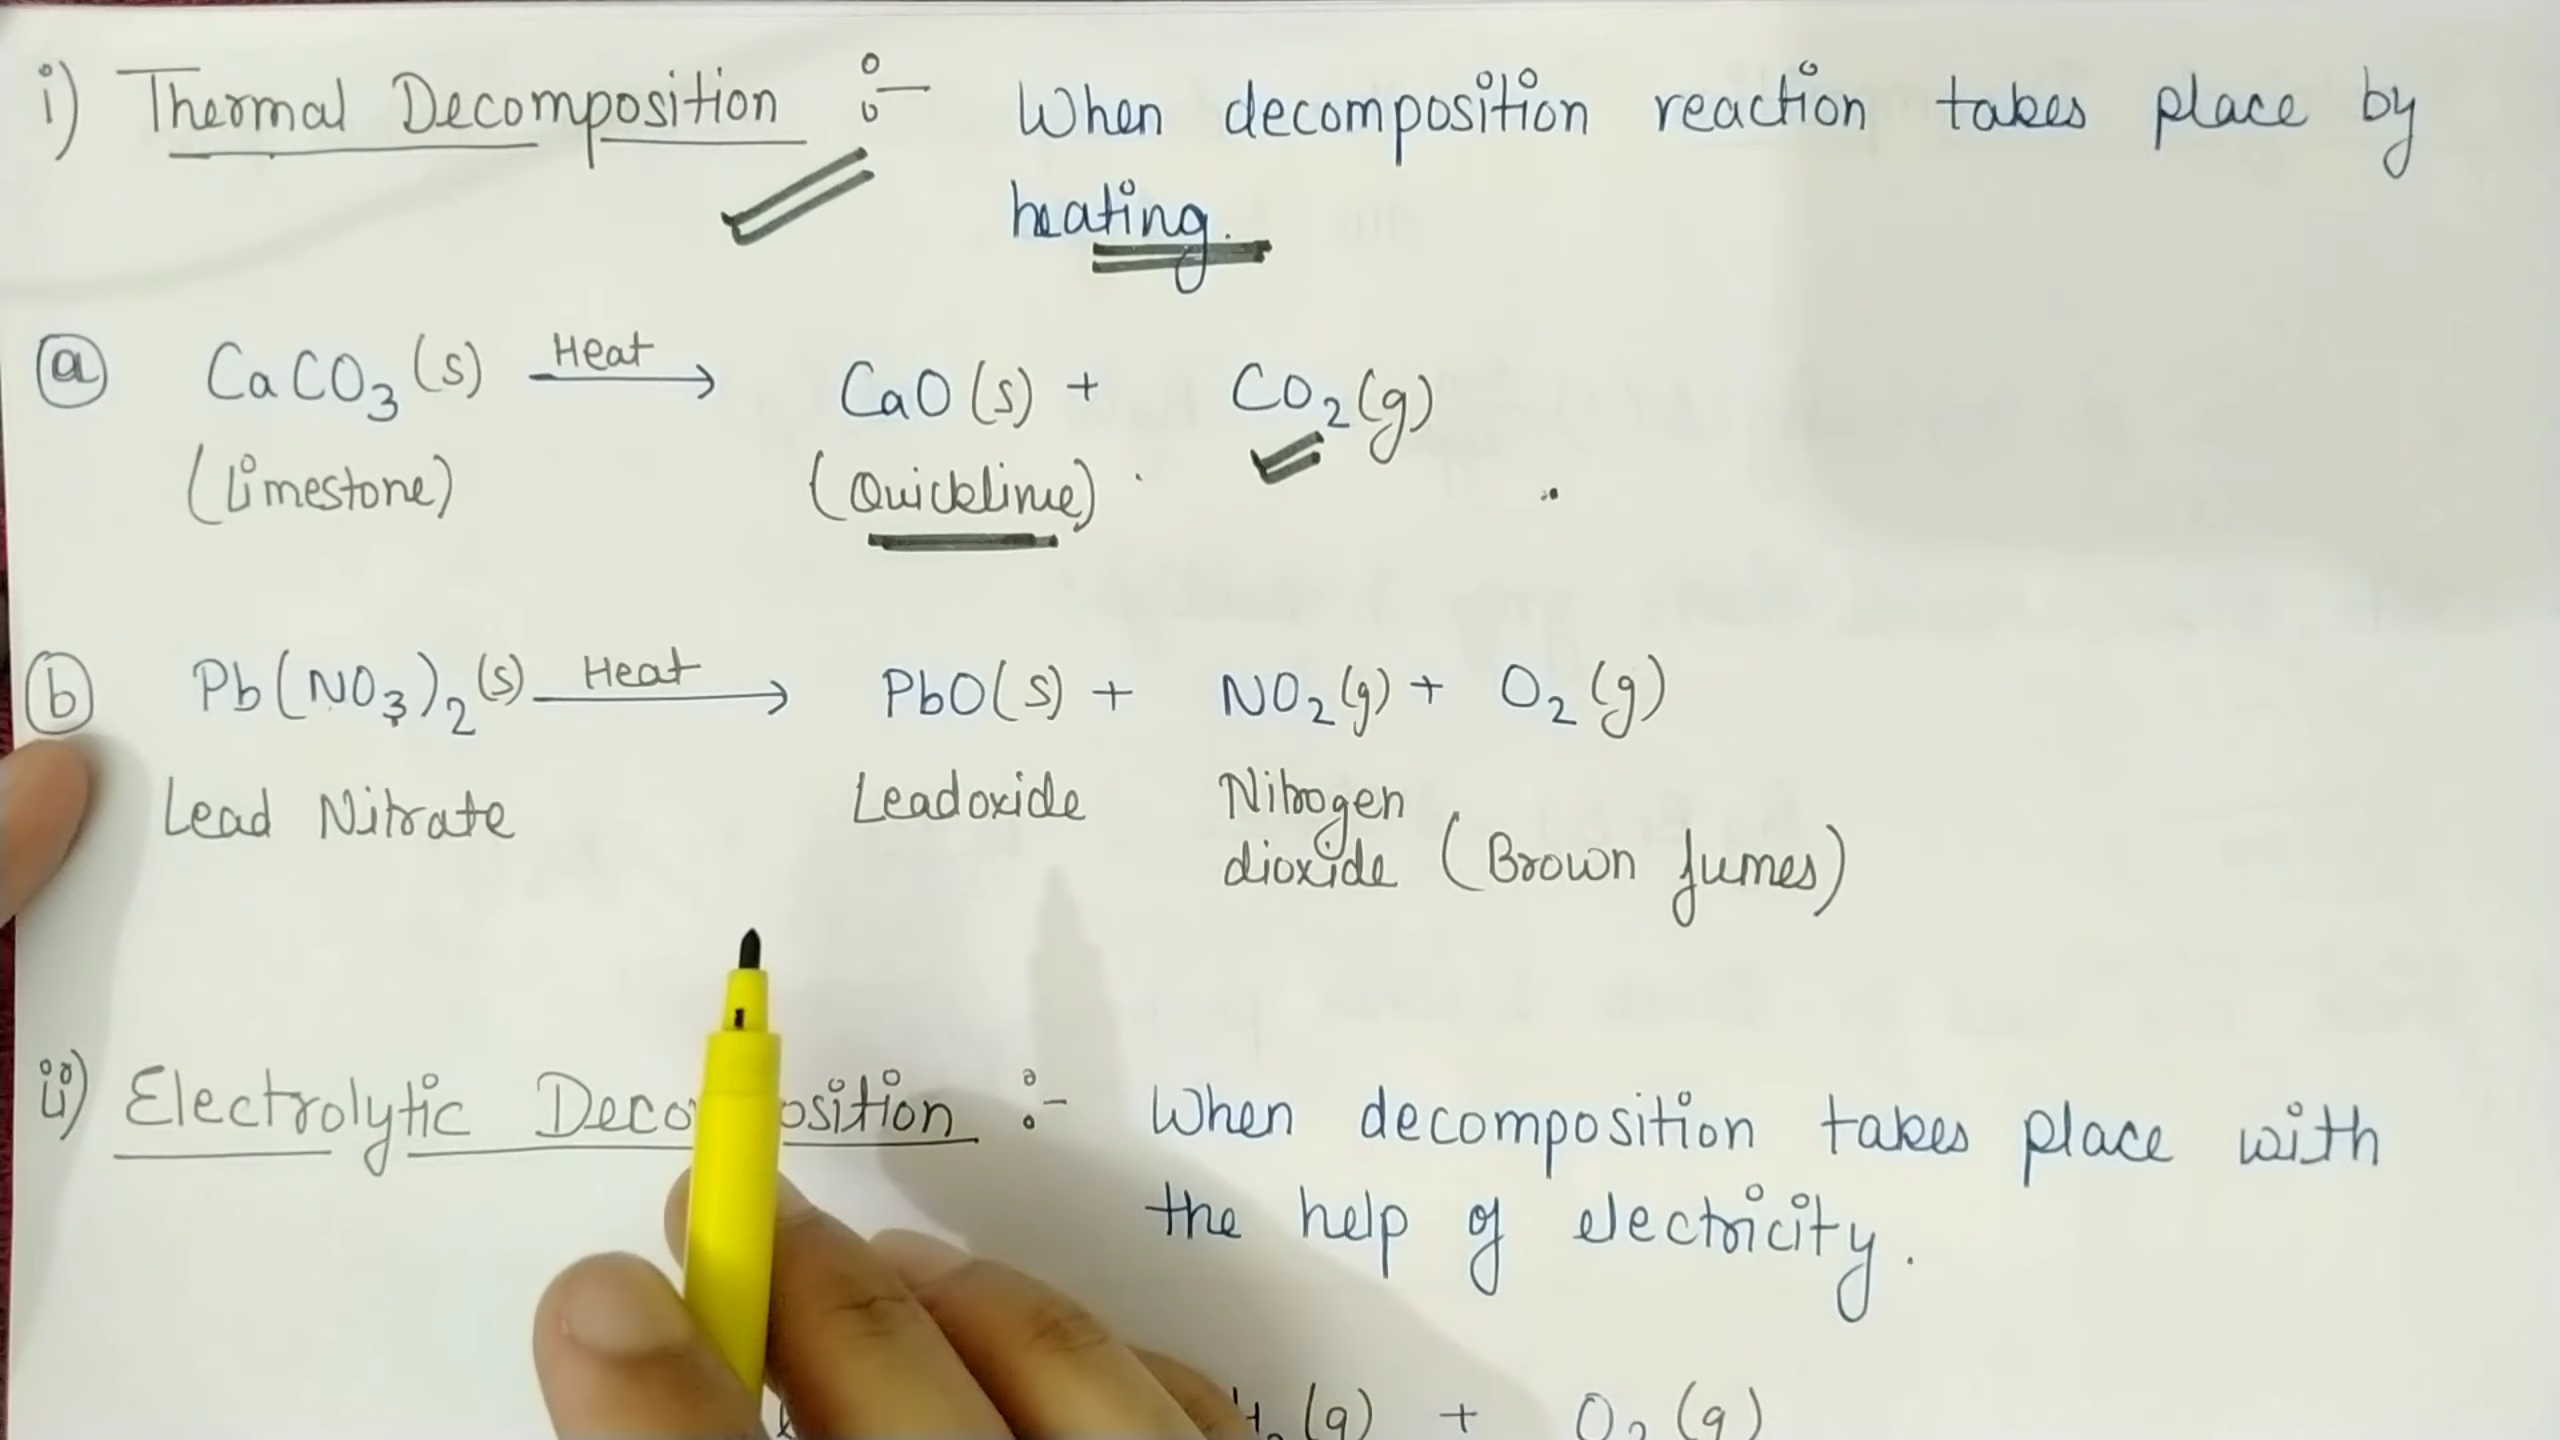 i) Thermal Decomposition :- When decomposition reaction takes place by
heating.
a CaCO₃(s) Heat → CaO(s) + CO₂(g)
(Limestone) (Quicklime)
b Pb(NO₃)₂(s) Heat → PbO(s) + NO₂(g) + O₂(g)
Lead Nitrate Leadoxide Nitrogen
dioxide (Brown fumes)
ii) Electrolytic Deco osition :- When decomposition takes place with
the help of electricity.
H₂(g) + O₂(g)